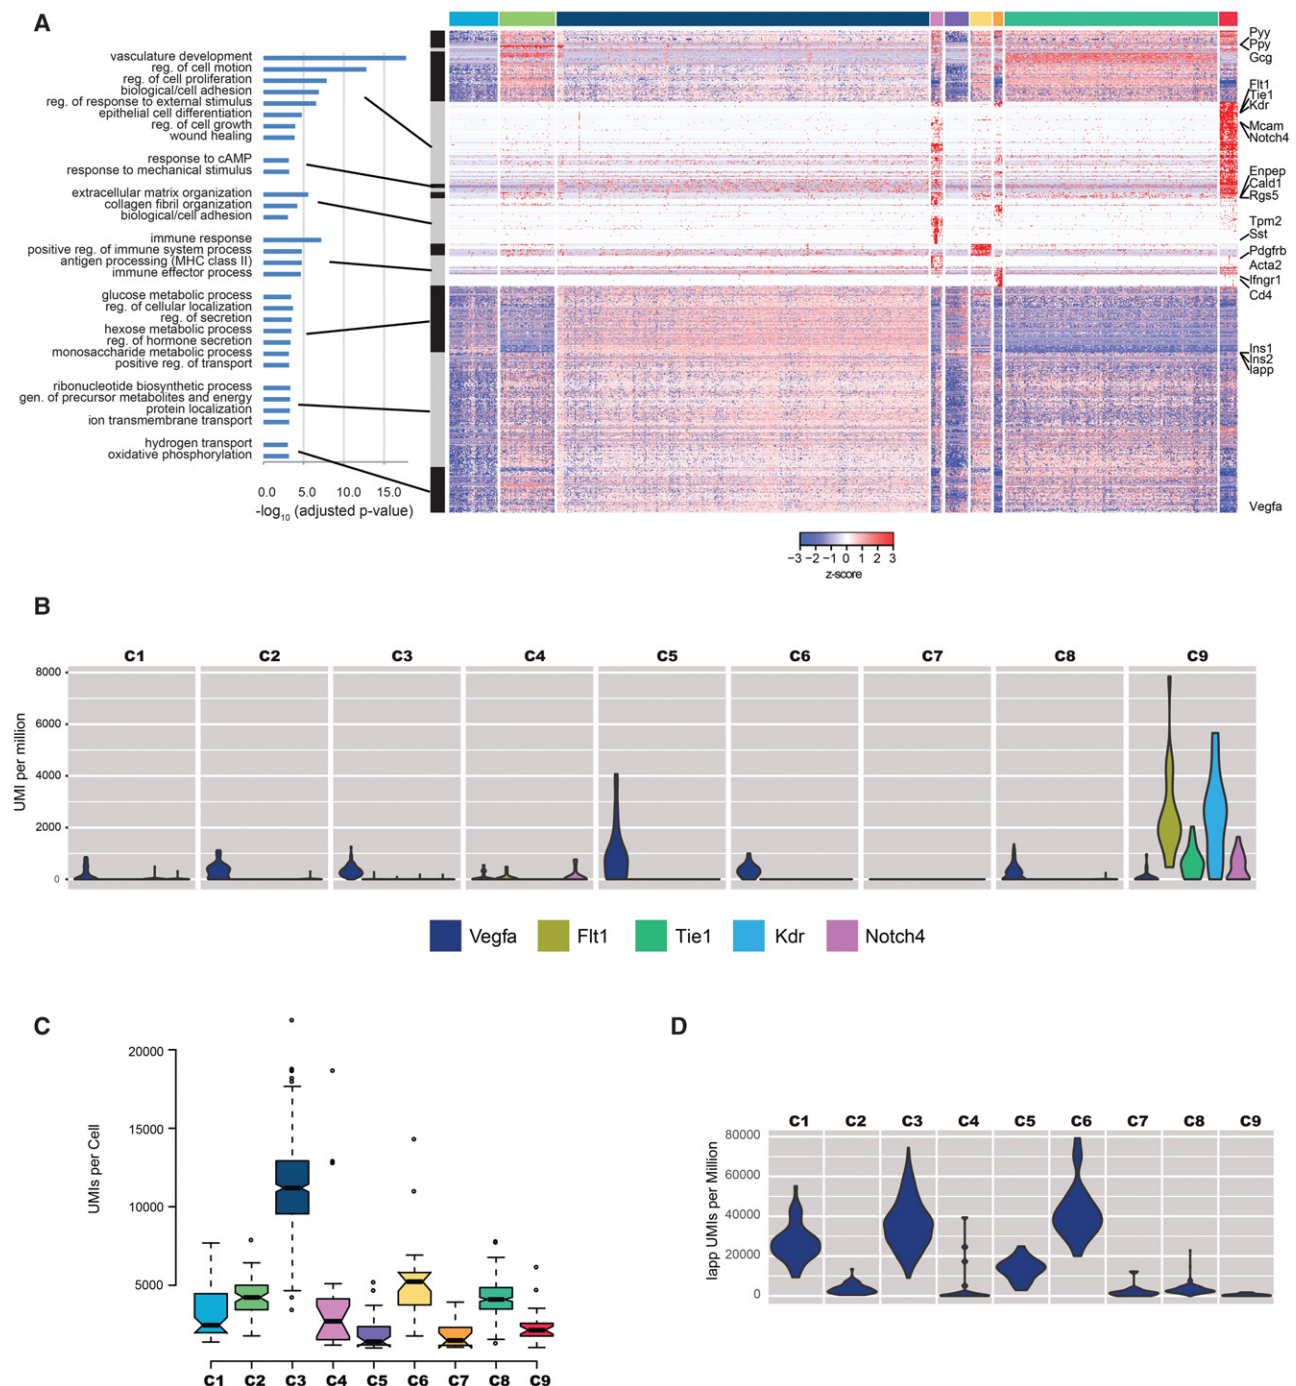 A
vasculature development
reg. of cell motion
reg. of cell proliferation
biological/cell adhesion
reg. of response to external stimulus
epithelial cell differentiation
reg. of cell growth
wound healing
response to cAMP
response to mechanical stimulus
extracellular matrix organization
collagen fibril organization
biological/cell adhesion
immune response
positive reg. of immune system process
antigen processing (MHC class II)
immune effector process
glucose metabolic process
reg. of cellular localization
reg. of secretion
hexose metabolic process
reg. of hormone secretion
monosaccharide metabolic process
positive reg. of transport
ribonucleotide biosynthetic process
gen. of precursor metabolites and energy
protein localization
ion transmembrane transport
hydrogen transport
oxidative phosphorylation
0.0 5.0 10.0 15.0
-log10 (adjusted p-value)
Pyy
Ppy
Gcg
Flt1
Tie1
Kdr
Mcam
Notch4
Enpep
Cald1
Rgs5
Tpm2
Sst
Pdgfrb
Acta2
Ifngr1
Cd4
Ins1
Ins2
Iapp
Vegfa
−3 −2 −1 0 1 2 3
z-score
B
C1 C2 C3 C4 C5 C6 C7 C8 C9
UMI per million
8000
6000
4000
2000
0
Vegfa Flt1 Tie1 Kdr Notch4
C
UMIs per Cell
20000
15000
10000
5000
C1 C2 C3 C4 C5 C6 C7 C8 C9
D
C1 C2 C3 C4 C5 C6 C7 C8 C9
Iapp UMIs per Million
80000
60000
40000
20000
0